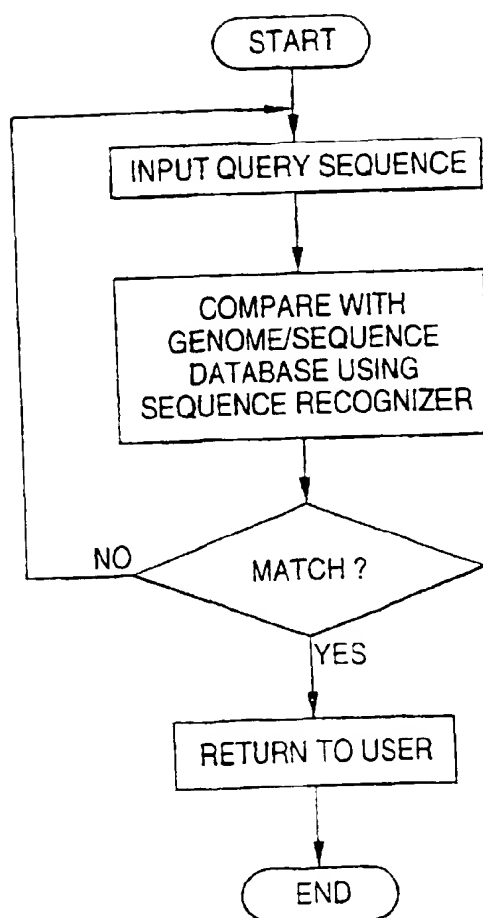 START
INPUT QUERY SEQUENCE
COMPARE WITH
GENOME/SEQUENCE
DATABASE USING
SEQUENCE RECOGNIZER
NO
MATCH ?
YES
RETURN TO USER
END